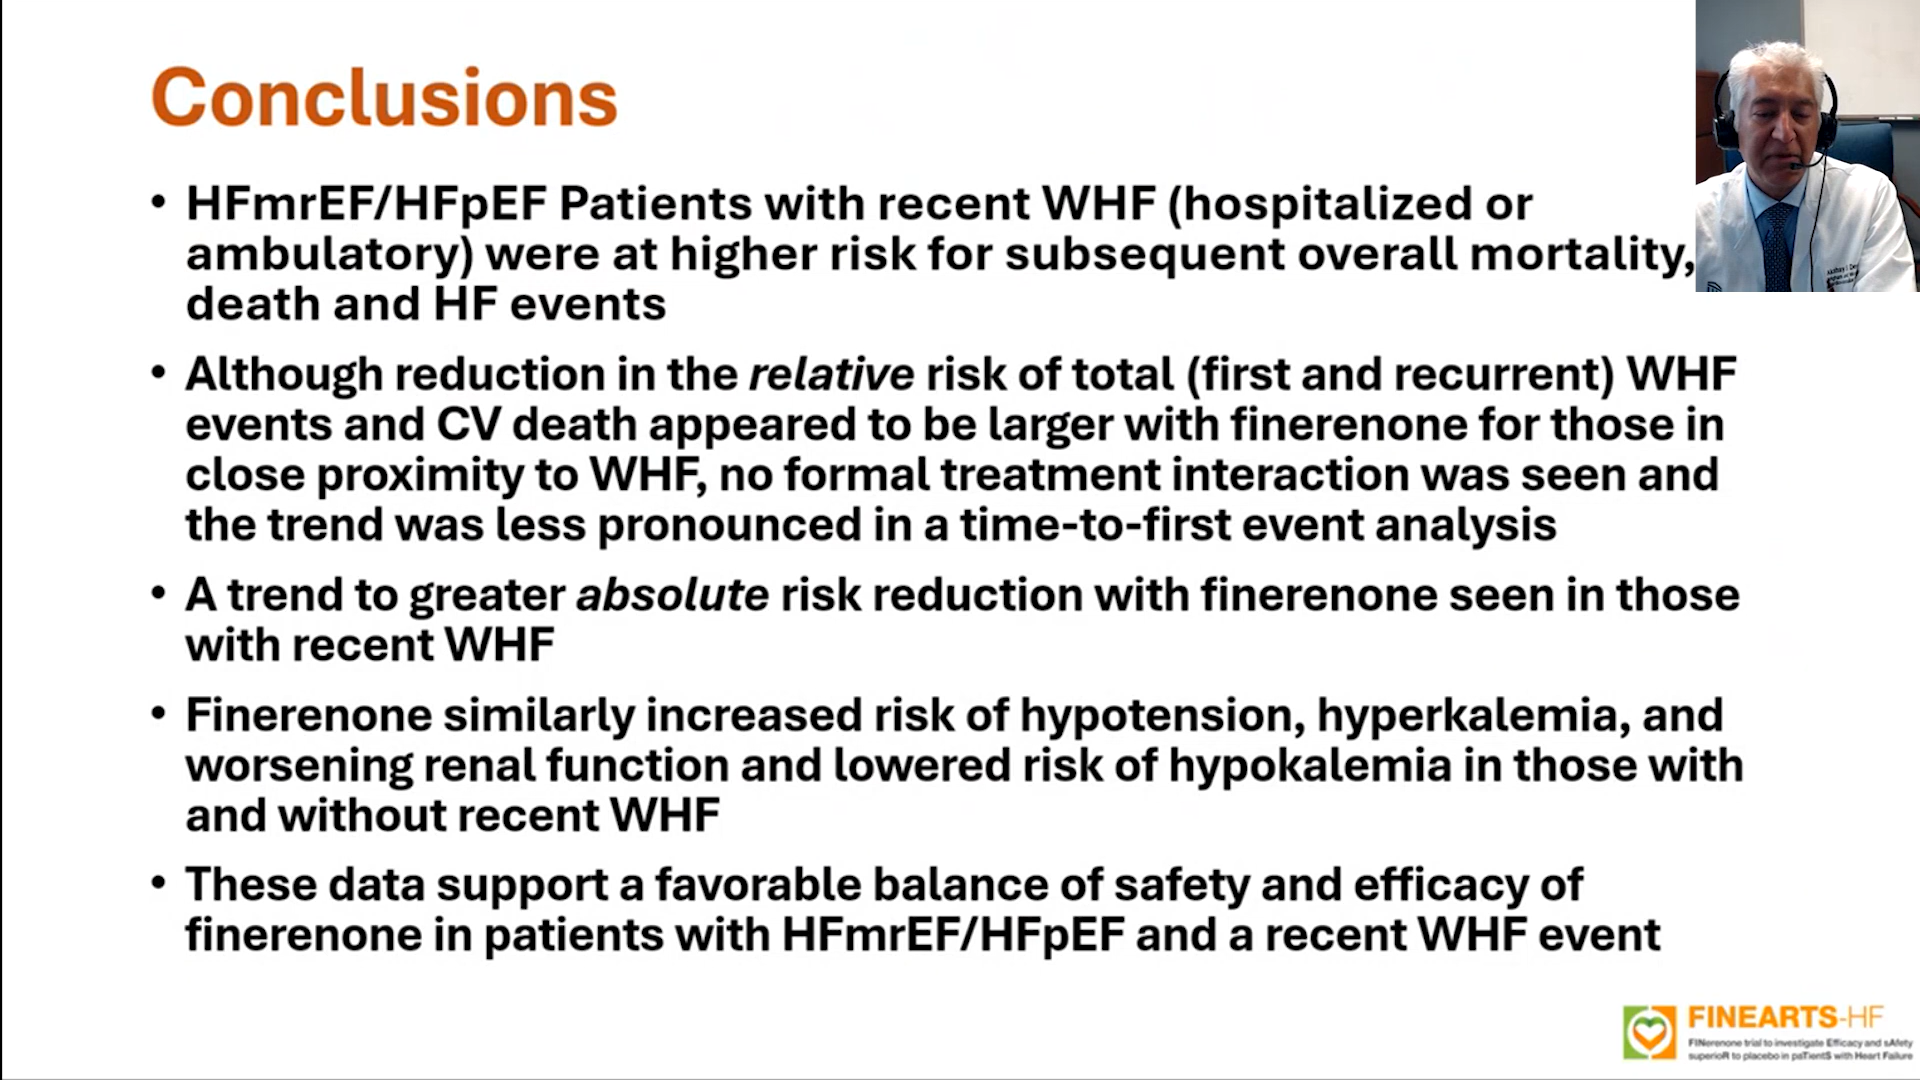 Conclusions
• HFmrEF/HFpEF Patients with recent WHF (hospitalized or
ambulatory) were at higher risk for subsequent overall mortality,
death and HF events
• Although reduction in the relative risk of total (first and recurrent) WHF
events and CV death appeared to be larger with finerenone for those in
close proximity to WHF, no formal treatment interaction was seen and
the trend was less pronounced in a time-to-first event analysis
• A trend to greater absolute risk reduction with finerenone seen in those
with recent WHF
• Finerenone similarly increased risk of hypotension, hyperkalemia, and
worsening renal function and lowered risk of hypokalemia in those with
and without recent WHF
• These data support a favorable balance of safety and efficacy of
finerenone in patients with HFmrEF/HFpEF and a recent WHF event
FINEARTS-HF
FINerenone trial to investigate Efficacy and sAfety
superioR to placebo in paTientS with Heart Failure